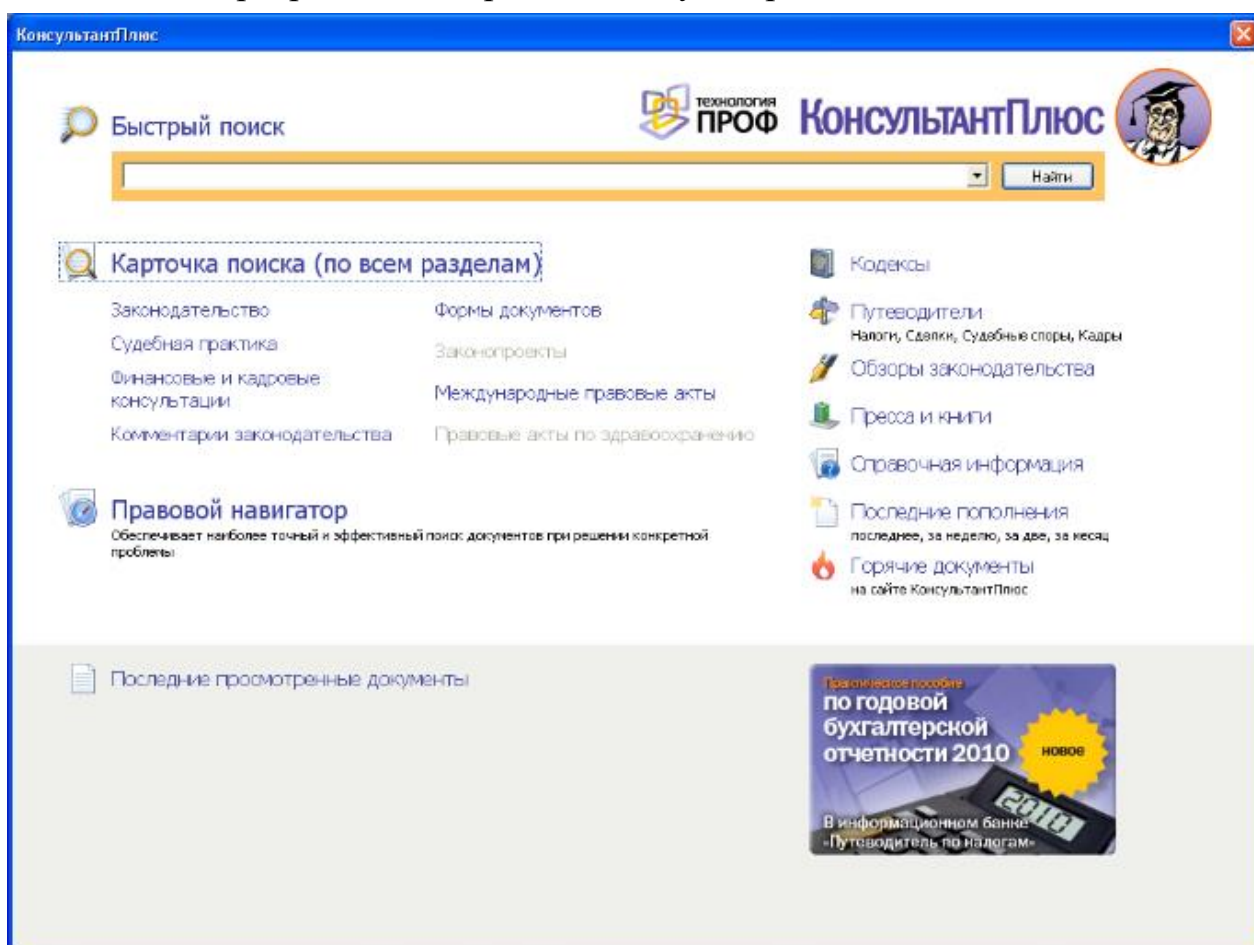 КонсультантПлюс
Быстрый поиск
технология
ПРОФ
КонсультантПлюс
Найти
Карточка поиска (по всем разделам)
Законодательство
Судебная практика
Финансовые и кадровые
консультации
Комментарии законодательства
Формы документов
Законопроекты
Международные правовые акты
Правовые акты по здравоохранению
Правовой навигатор
Обеспечивает наиболее точный и эффективный поиск документов при решении конкретной
проблемы
Кодексы
Путеводители
Налоги, Сделки, Судебные споры, Кадры
Обзоры законодательства
Пресса и книги
Справочная информация
Последние пополнения
последнее, за неделю, за две, за месяц
Горячие документы
на сайте КонсультантПлюс
Последние просмотренные документы
Практическое пособие
по годовой
бухгалтерской
отчетности 2010
новое
2010
В информационном банке
«Путеводитель по налогам»